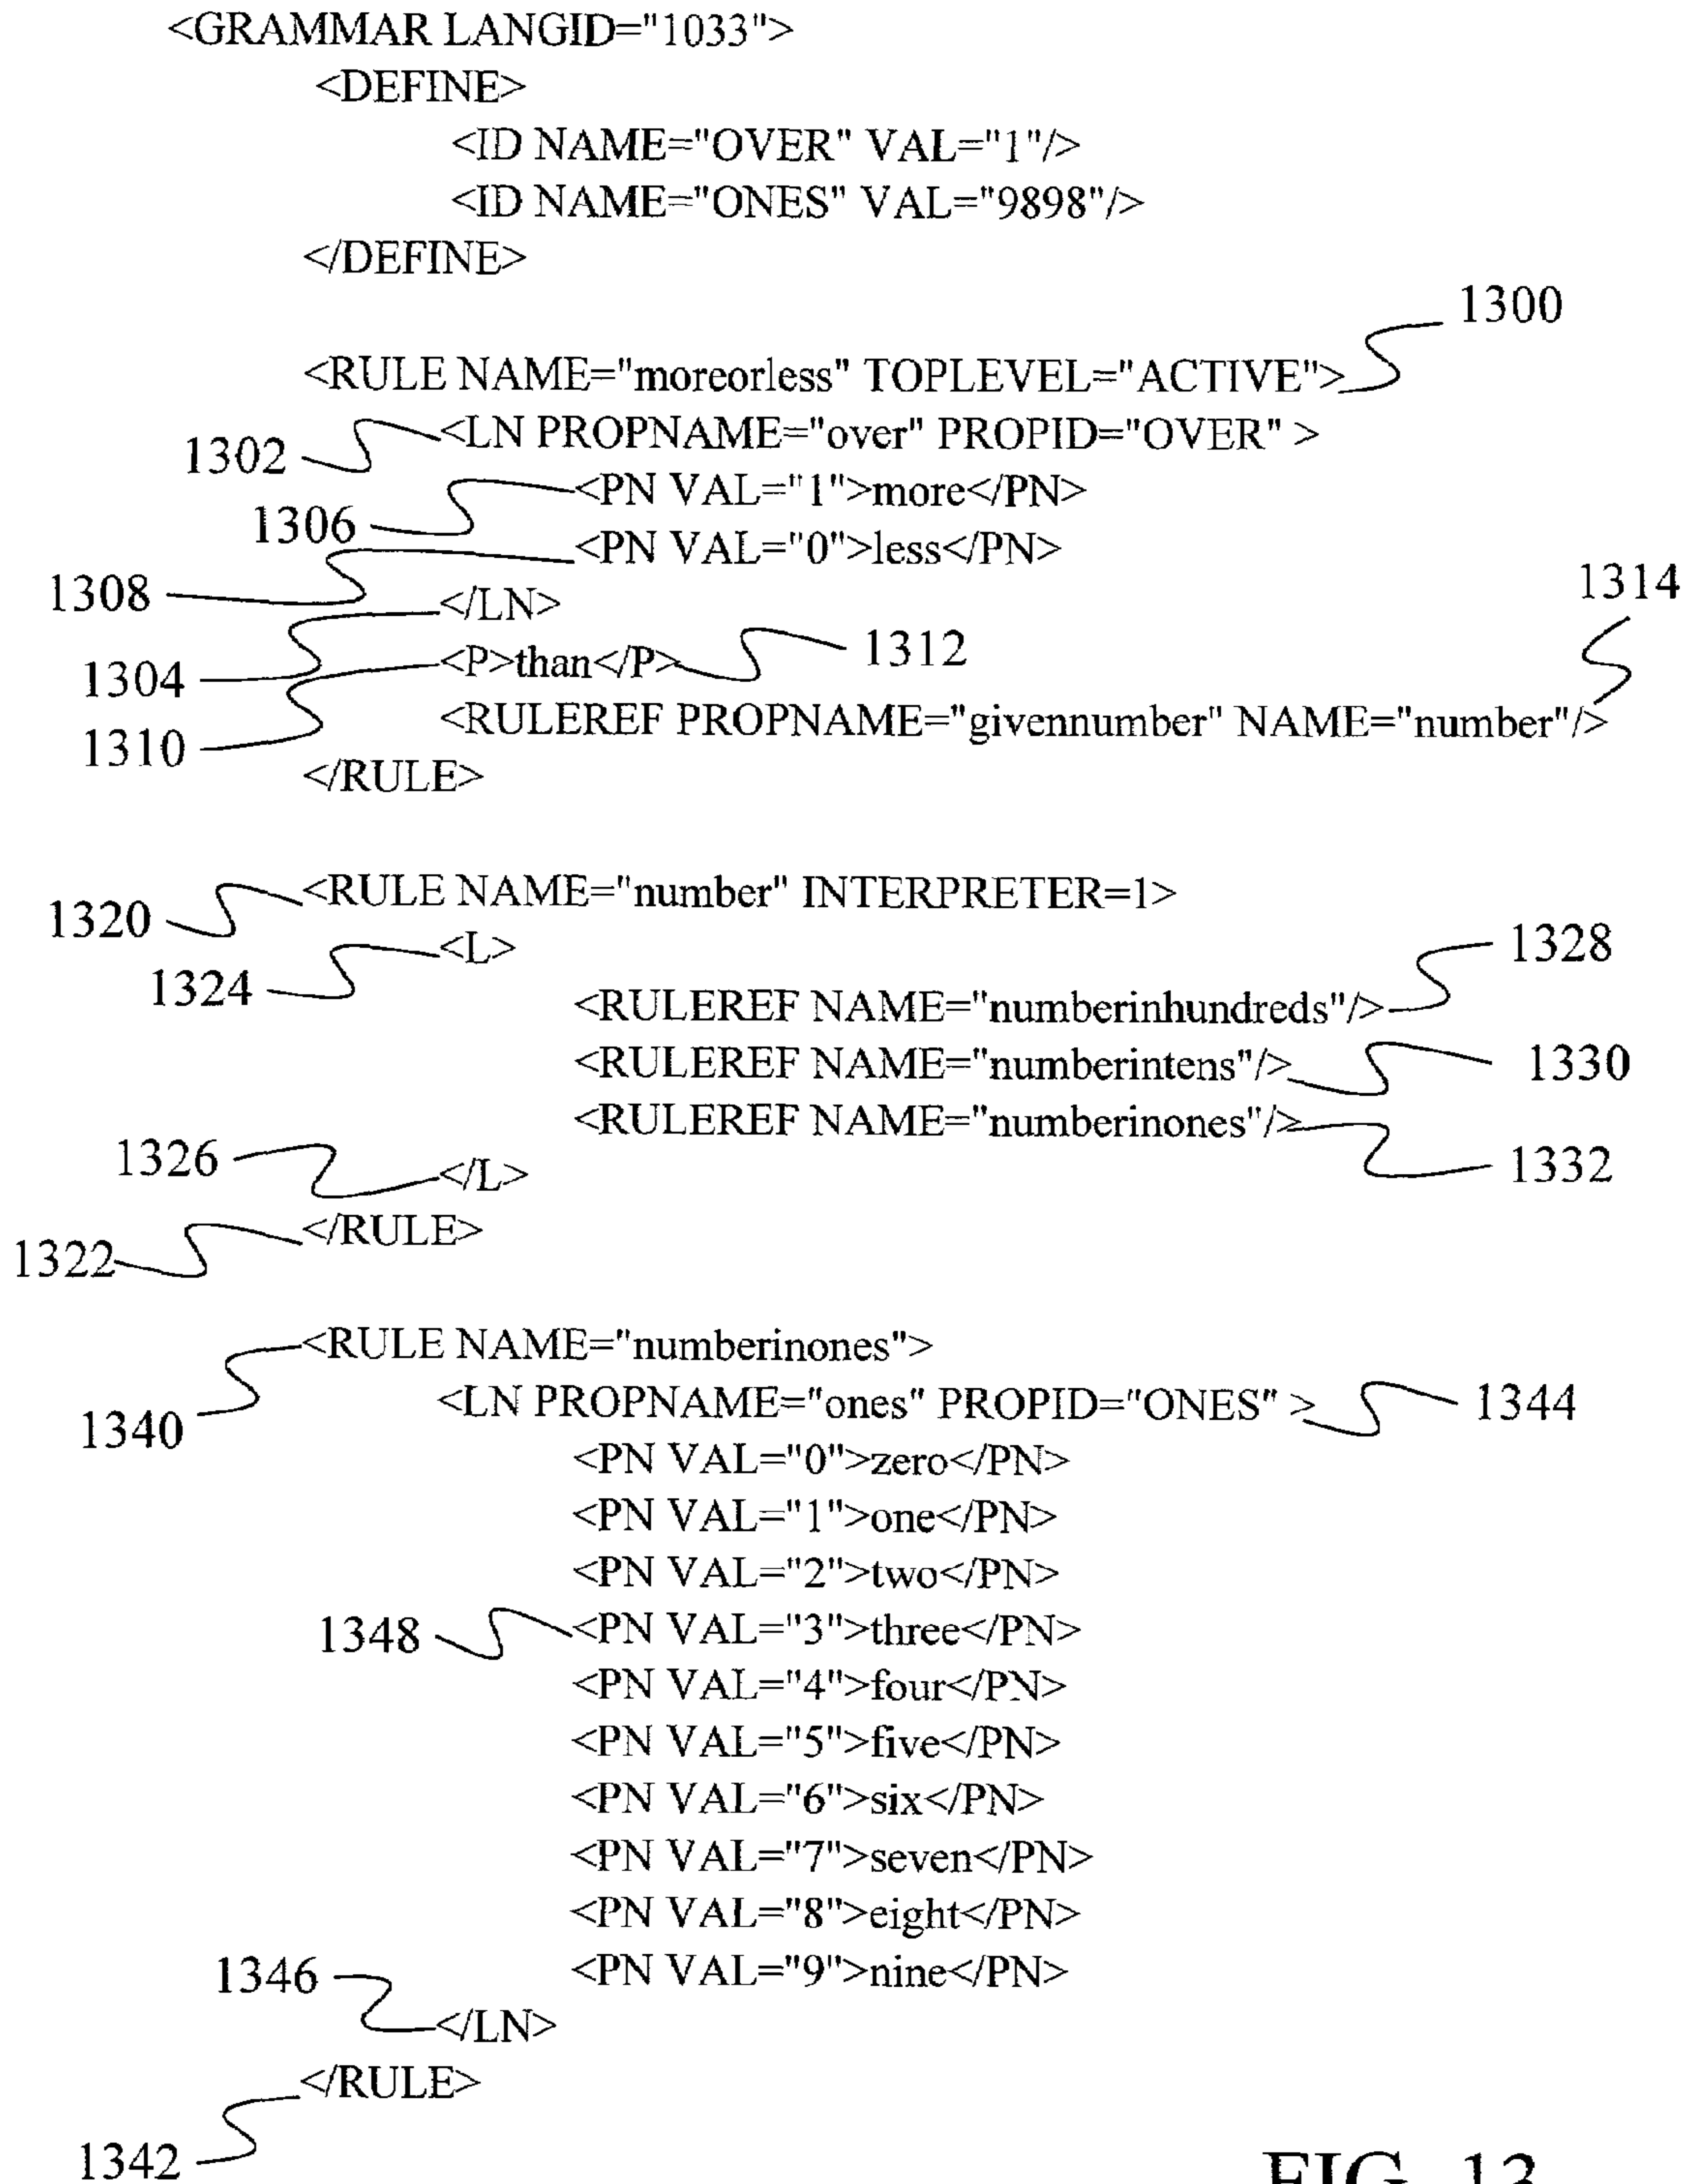 <GRAMMAR LANGID="1033">
<DEFINE>
<ID NAME="OVER" VAL="1"/>
<ID NAME="ONES" VAL="9898"/>
</DEFINE>
1300
<RULE NAME="moreorless" TOPLEVEL="ACTIVE">
1302 <LN PROPNAME="over" PROPID="OVER" >
1306 <PN VAL="1">more</PN>
1308 <PN VAL="0">less</PN>
1304 </LN>
1310 <P>than</P> 1312
1314
<RULEREF PROPNAME="givennumber" NAME="number"/>
</RULE>
1320 <RULE NAME="number" INTERPRETER=1>
1324 <L>
<RULEREF NAME="numberinhundreds"/> 1328
<RULEREF NAME="numberintens"/> 1330
<RULEREF NAME="numberinones"/> 1332
1326 </L>
1322 </RULE>
1340 <RULE NAME="numberinones">
<LN PROPNAME="ones" PROPID="ONES" > 1344
<PN VAL="0">zero</PN>
<PN VAL="1">one</PN>
<PN VAL="2">two</PN>
1348 <PN VAL="3">three</PN>
<PN VAL="4">four</PN>
<PN VAL="5">five</PN>
<PN VAL="6">six</PN>
<PN VAL="7">seven</PN>
<PN VAL="8">eight</PN>
<PN VAL="9">nine</PN>
1346 </LN>
</RULE>
1342
FIG. 13